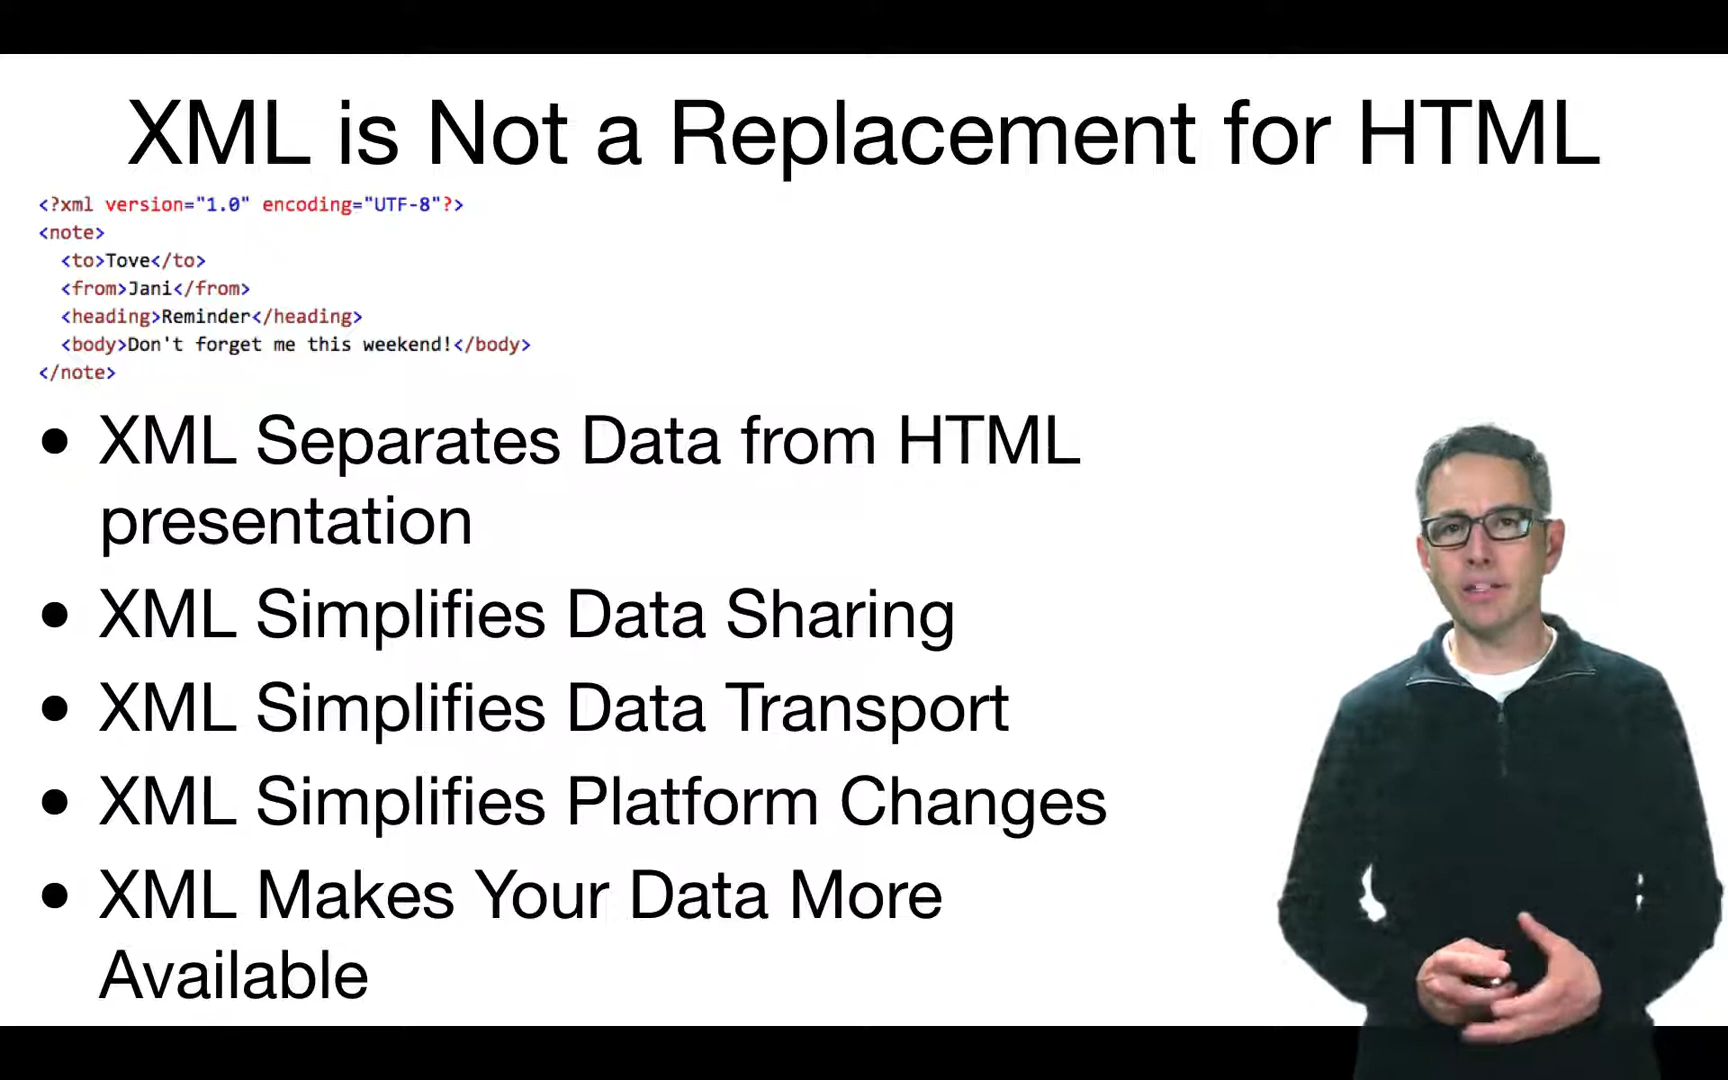 XML is Not a Replacement for HTML
<?xml version="1.0" encoding="UTF-8"?>
<note>
<to>Tove</to>
<from>Jani</from>
<heading>Reminder</heading>
<body>Don't forget me this weekend!</body>
</note>
• XML Separates Data from HTML
presentation
• XML Simplifies Data Sharing
• XML Simplifies Data Transport
• XML Simplifies Platform Changes
• XML Makes Your Data More
Available